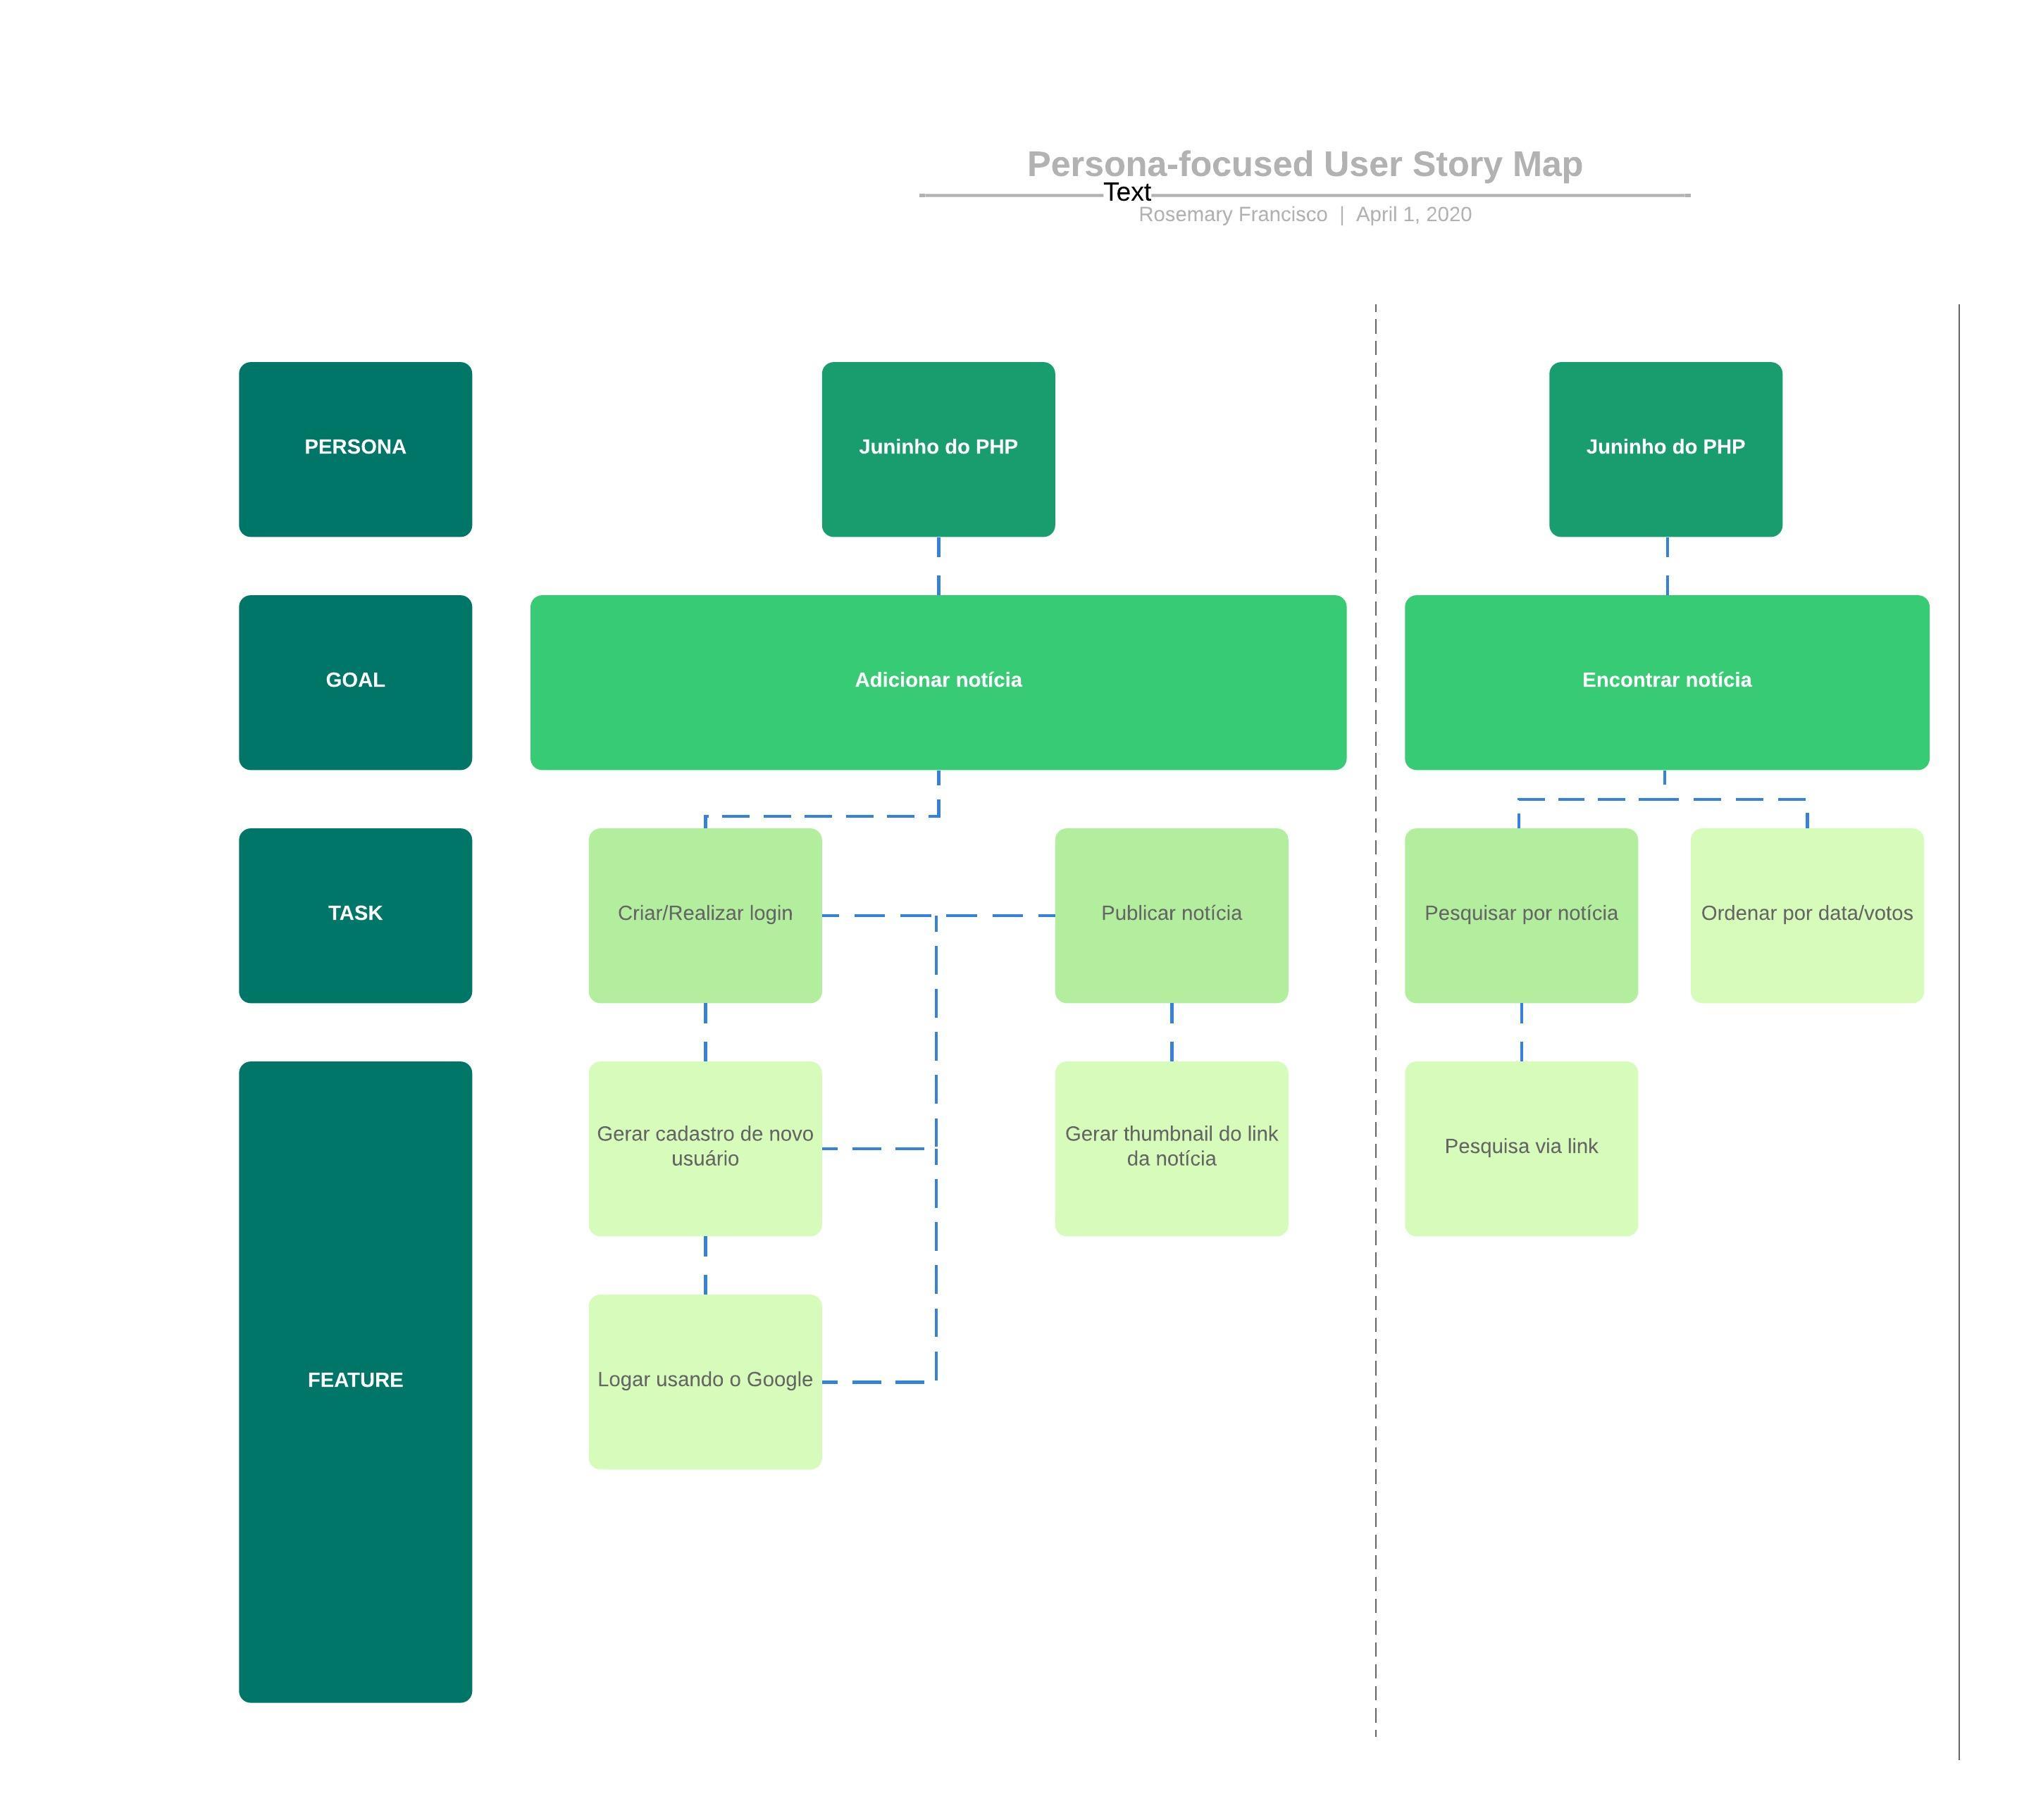 Persona-focused User Story Map
Text
Rosemary Francisco | April 1, 2020
PERSONA
Juninho do PHP
Juninho do PHP
GOAL
Adicionar notícia
Encontrar notícia
TASK
Criar/Realizar login
Publicar notícia
Pesquisar por notícia
Ordenar por data/votos
FEATURE
Gerar cadastro de novo
usuário
Gerar thumbnail do link
da notícia
Pesquisa via link
Logar usando o Google